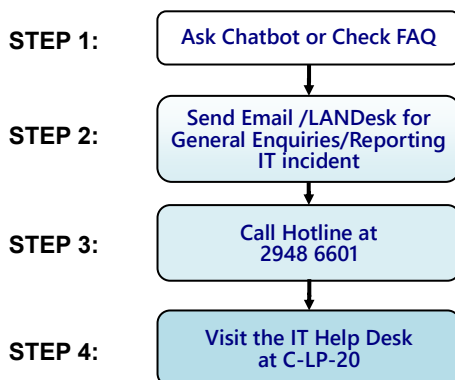 STEP 1:
Ask Chatbot or Check FAQ
STEP 2:
Send Email /LANDesk for
General Enquiries/Reporting
IT incident
STEP 3:
Call Hotline at
2948 6601
STEP 4:
Visit the IT Help Desk
at C-LP-20